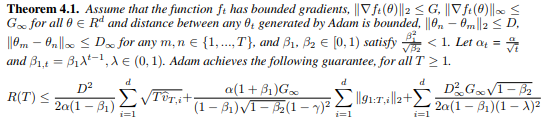 Theorem 4.1. Assume that the function f_t has bounded gradients, ‖∇f_t(θ)‖_2 ≤ G, ‖∇f_t(θ)‖_∞ ≤
G_∞ for all θ ∈ R^d and distance between any θ_t generated by Adam is bounded, ‖θ_n − θ_m‖_2 ≤ D,
‖θ_m − θ_n‖_∞ ≤ D_∞ for any m, n ∈ {1, ..., T}, and β_1, β_2 ∈ [0, 1) satisfy β_1^2/√β_2 < 1. Let α_t = α/√t
and β_{1,t} = β_1λ^{t−1}, λ ∈ (0, 1). Adam achieves the following guarantee, for all T ≥ 1.
R(T) ≤ D^2/(2α(1 − β_1)) ∑_{i=1}^{d} √(T v̂_{T,i}) + α(1 + β_1)G_∞/((1 − β_1)√(1 − β_2)(1 − γ)^2) ∑_{i=1}^{d} ‖g_{1:T,i}‖_2 + ∑_{i=1}^{d} D_∞^2 G_∞√(1 − β_2)/(2α(1 − β_1)(1 − λ)^2)